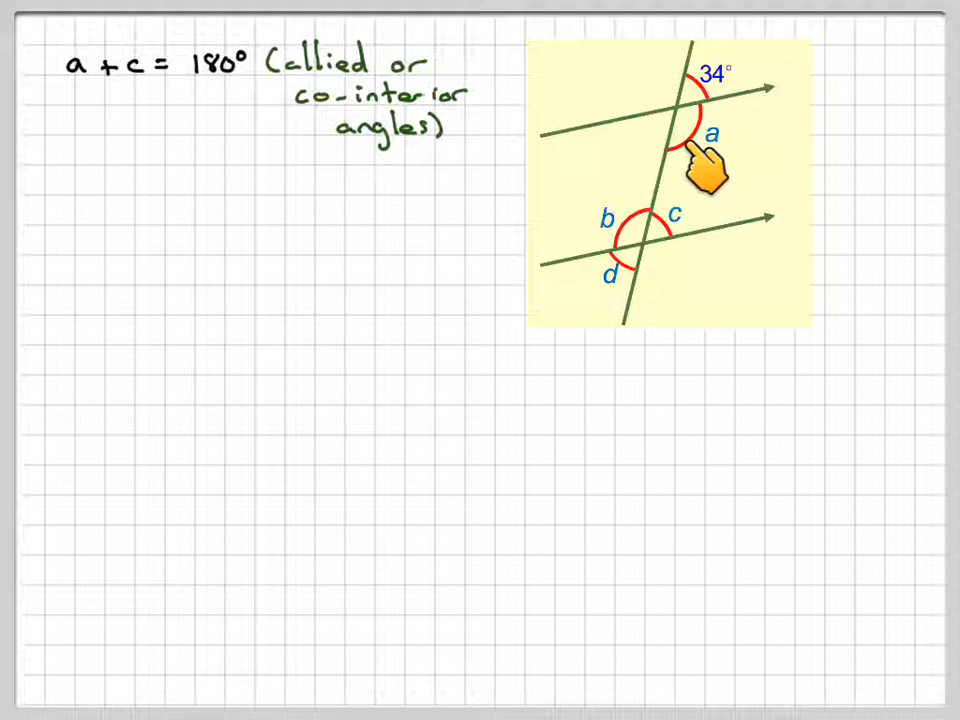 a + c = 180° (allied or
co-interior
angles)
34°
a
b
c
d